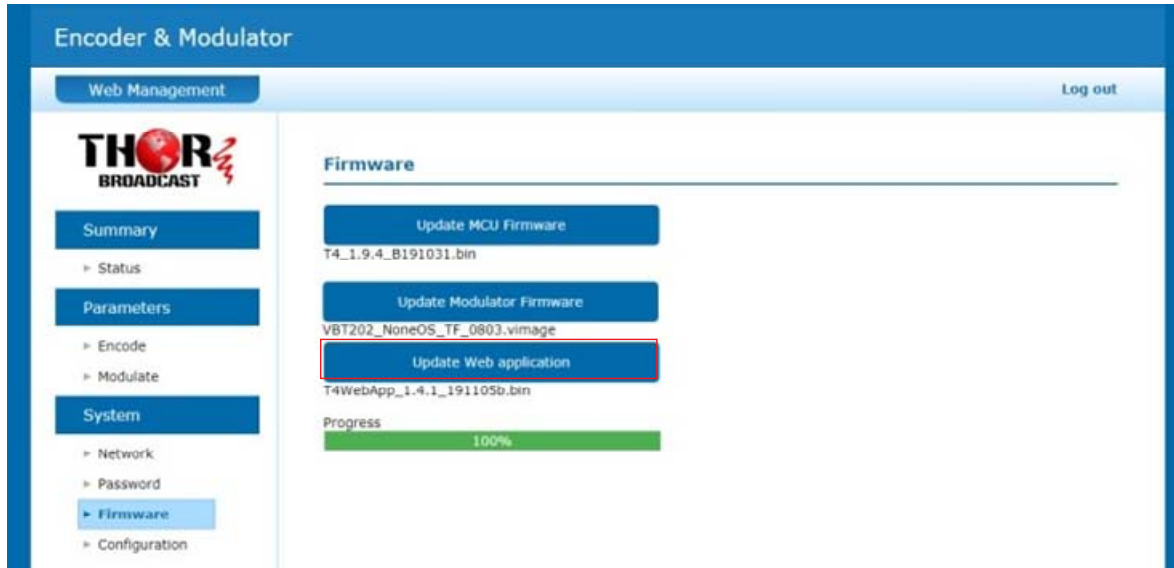 Encoder & Modulator
Web Management
Log out
THOR
BROADCAST
Summary
Status
Parameters
Encode
Modulate
System
Network
Password
Firmware
Configuration
Firmware
Update MCU Firmware
T4_1.9.4_B191031.bin
Update Modulator Firmware
VBT202_NoneOS_TF_0803.vimage
Update Web application
T4WebApp_1.4.1_191105b.bin
Progress
100%